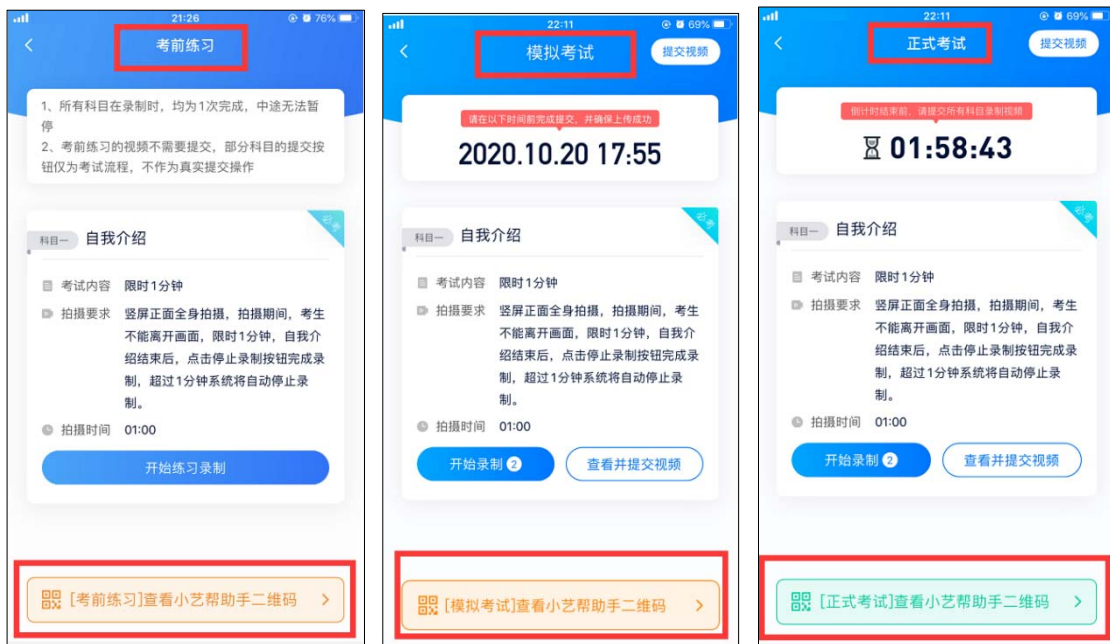 21:26
76%
考前练习
1、所有科目在录制时，均为1次完成，中途无法暂
停
2、考前练习的视频不需要提交，部分科目的提交按
钮仅为考试流程，不作为真实提交操作
必考
科目一 自我介绍
考试内容 限时1分钟
拍摄要求 竖屏正面全身拍摄，拍摄期间，考生
不能离开画面，限时1分钟，自我介
绍结束后，点击停止录制按钮完成录
制，超过1分钟系统将自动停止录
制。
拍摄时间 01:00
开始练习录制
[考前练习]查看小艺帮助手二维码
22:11
69%
模拟考试
提交视频
请在以下时间前完成提交，并确保上传成功
2020.10.20 17:55
必考
科目一 自我介绍
考试内容 限时1分钟
拍摄要求 竖屏正面全身拍摄，拍摄期间，考生
不能离开画面，限时1分钟，自我介
绍结束后，点击停止录制按钮完成录
制，超过1分钟系统将自动停止录
制。
拍摄时间 01:00
开始录制 2
查看并提交视频
[模拟考试]查看小艺帮助手二维码
22:11
69%
正式考试
提交视频
倒计时结束前，请提交所有科目录制视频
01:58:43
必考
科目一 自我介绍
考试内容 限时1分钟
拍摄要求 竖屏正面全身拍摄，拍摄期间，考生
不能离开画面，限时1分钟，自我介
绍结束后，点击停止录制按钮完成录
制，超过1分钟系统将自动停止录
制。
拍摄时间 01:00
开始录制 2
查看并提交视频
[正式考试]查看小艺帮助手二维码